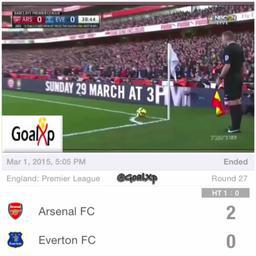 BARCLAYS PREMIER LEAGUE
ARS 0 0 EVE 38:44
NBCSN
SUNDAY 29 MARCH AT 3PM
GoalXp
Mar 1, 2015, 5:05 PM Ended
England: Premier League @GoalXp Round 27
HT 1 : 0
Arsenal FC 2
Everton FC 0